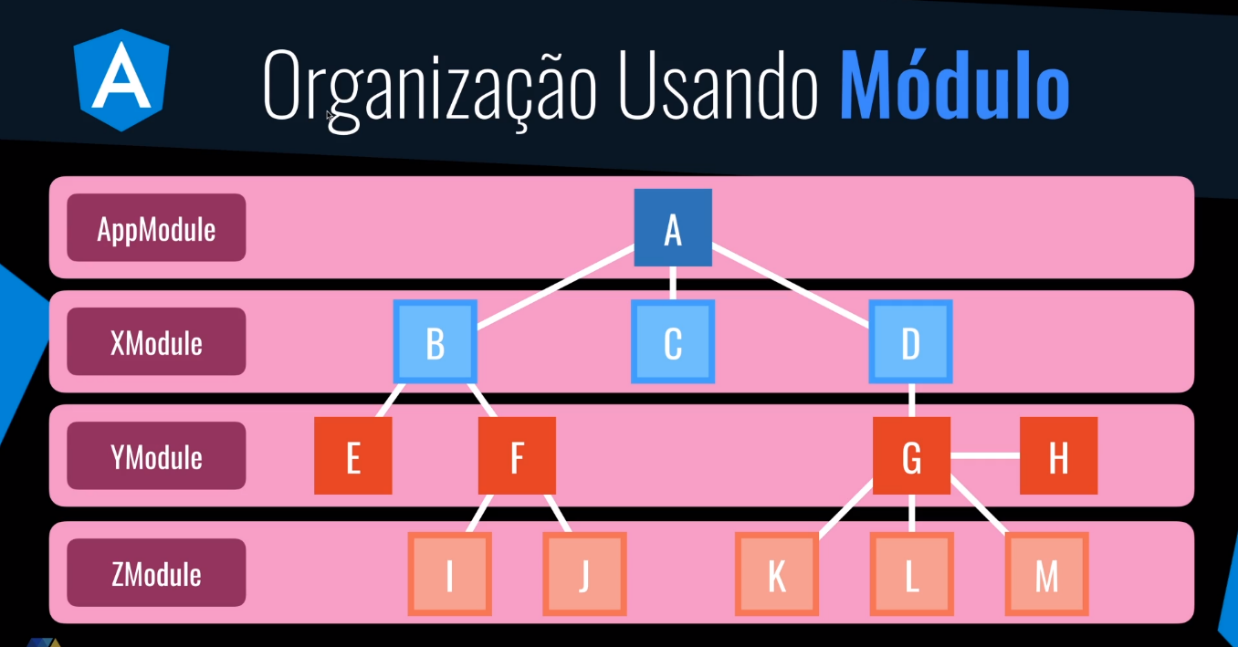 A
Organização Usando Módulo
AppModule
A
XModule
B
C
D
YModule
E
F
G
H
ZModule
I
J
K
L
M